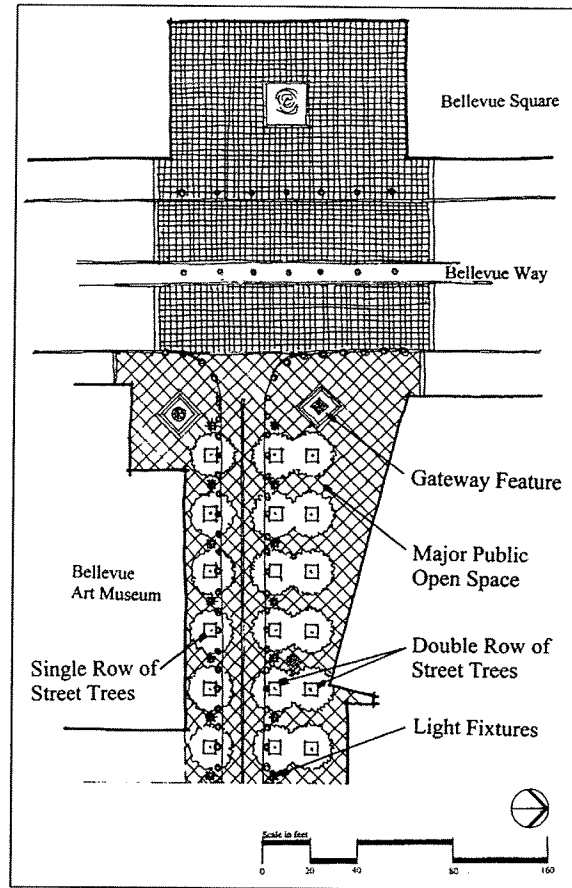 Bellevue Square
Bellevue Way
Gateway Feature
Major Public
Open Space
Bellevue
Art Museum
Single Row of
Street Trees
Double Row of
Street Trees
Light Fixtures
Scale in feet
0 20 40 80 160